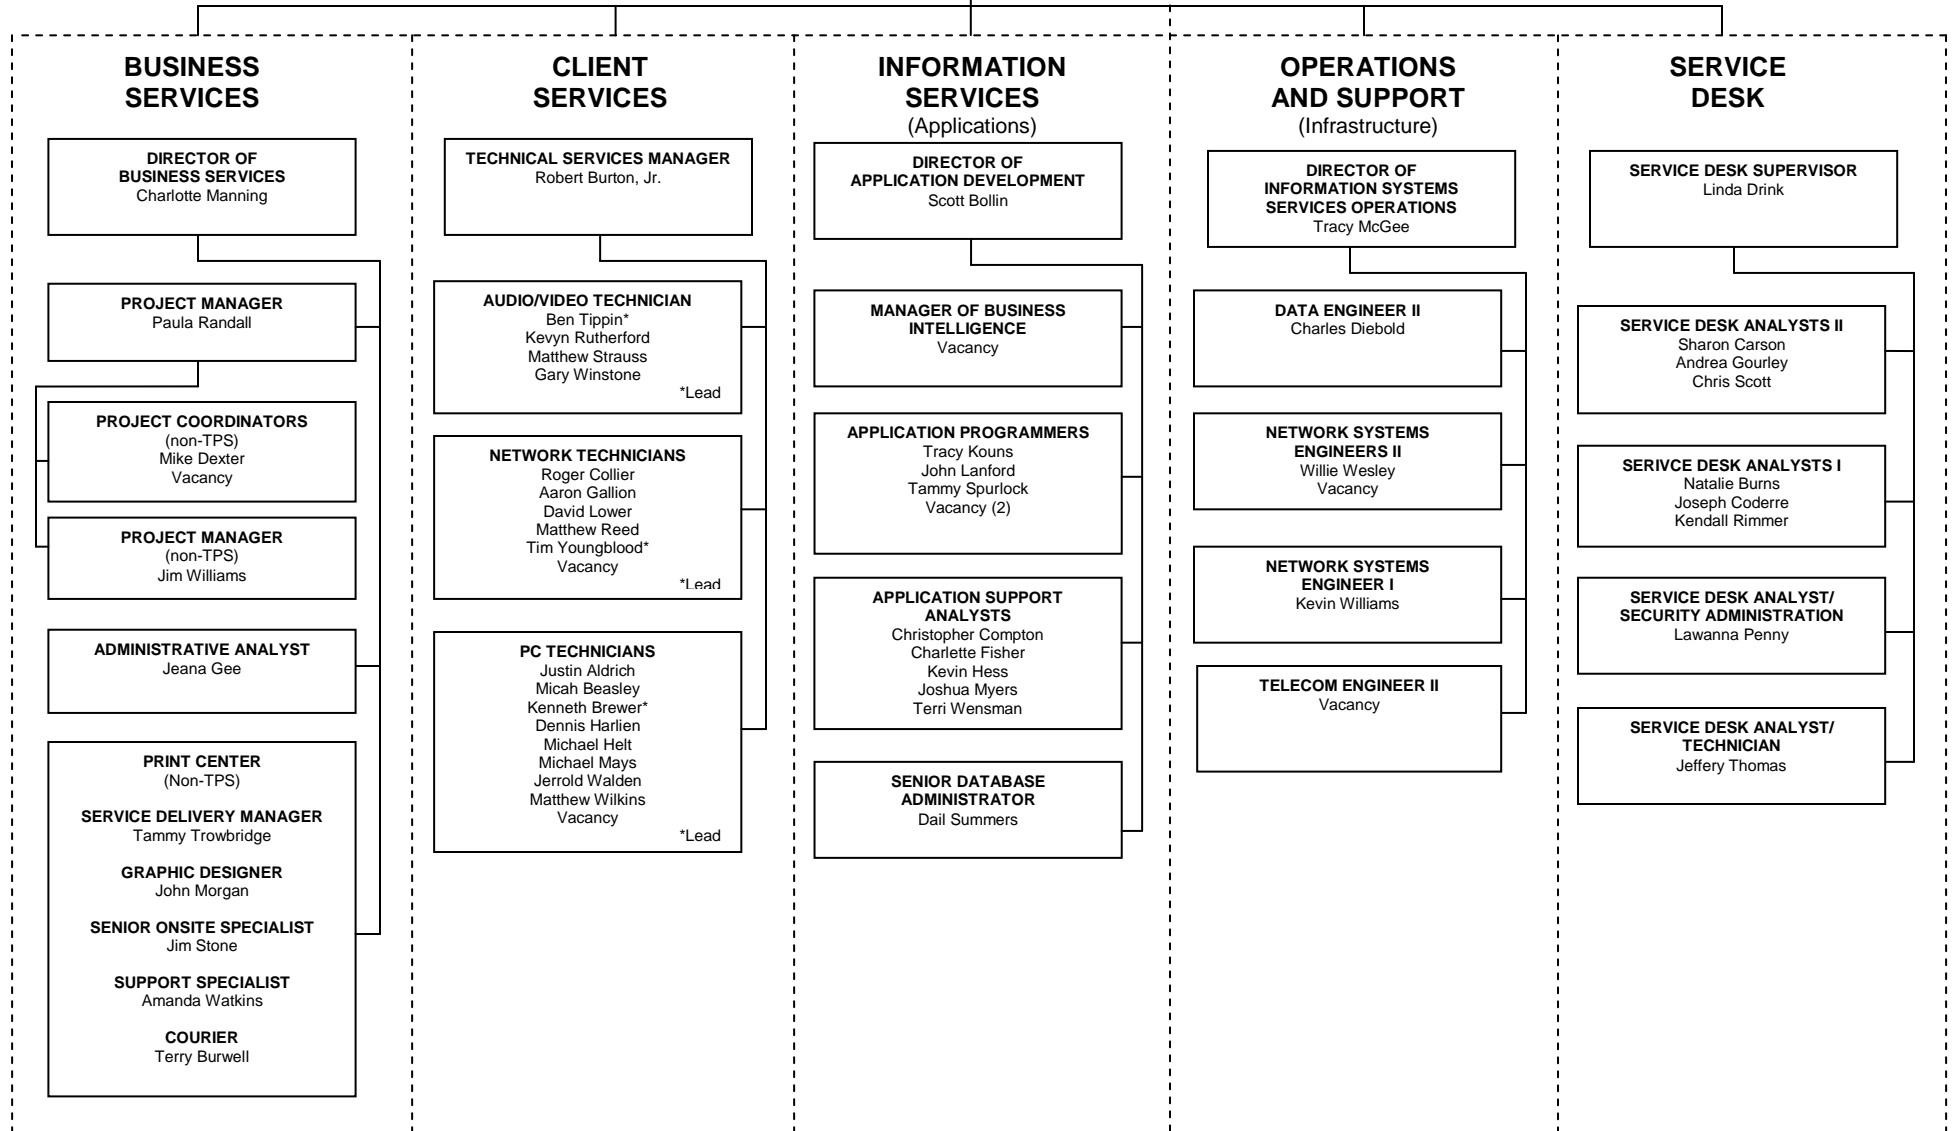 BUSINESS
SERVICES
DIRECTOR OF
BUSINESS SERVICES
Charlotte Manning
PROJECT MANAGER
Paula Randall
PROJECT COORDINATORS
(non-TPS)
Mike Dexter
Vacancy
PROJECT MANAGER
(non-TPS)
Jim Williams
ADMINISTRATIVE ANALYST
Jeana Gee
PRINT CENTER
(Non-TPS)
SERVICE DELIVERY MANAGER
Tammy Trowbridge
GRAPHIC DESIGNER
John Morgan
SENIOR ONSITE SPECIALIST
Jim Stone
SUPPORT SPECIALIST
Amanda Watkins
COURIER
Terry Burwell
CLIENT
SERVICES
TECHNICAL SERVICES MANAGER
Robert Burton, Jr.
AUDIO/VIDEO TECHNICIAN
Ben Tippin*
Kevyn Rutherford
Matthew Strauss
Gary Winstone
*Lead
NETWORK TECHNICIANS
Roger Collier
Aaron Gallion
David Lower
Matthew Reed
Tim Youngblood*
Vacancy
*Lead
PC TECHNICIANS
Justin Aldrich
Micah Beasley
Kenneth Brewer*
Dennis Harlien
Michael Helt
Michael Mays
Jerrold Walden
Matthew Wilkins
Vacancy
*Lead
INFORMATION
SERVICES
(Applications)
DIRECTOR OF
APPLICATION DEVELOPMENT
Scott Bollin
MANAGER OF BUSINESS
INTELLIGENCE
Vacancy
APPLICATION PROGRAMMERS
Tracy Kouns
John Lanford
Tammy Spurlock
Vacancy (2)
APPLICATION SUPPORT
ANALYSTS
Christopher Compton
Charlette Fisher
Kevin Hess
Joshua Myers
Terri Wensman
SENIOR DATABASE
ADMINISTRATOR
Dail Summers
OPERATIONS
AND SUPPORT
(Infrastructure)
DIRECTOR OF
INFORMATION SYSTEMS
SERVICES OPERATIONS
Tracy McGee
DATA ENGINEER II
Charles Diebold
NETWORK SYSTEMS
ENGINEERS II
Willie Wesley
Vacancy
NETWORK SYSTEMS
ENGINEER I
Kevin Williams
TELECOM ENGINEER II
Vacancy
SERVICE
DESK
SERVICE DESK SUPERVISOR
Linda Drink
SERVICE DESK ANALYSTS II
Sharon Carson
Andrea Gourley
Chris Scott
SERIVCE DESK ANALYSTS I
Natalie Burns
Joseph Coderre
Kendall Rimmer
SERVICE DESK ANALYST/
SECURITY ADMINISTRATION
Lawanna Penny
SERVICE DESK ANALYST/
TECHNICIAN
Jeffery Thomas